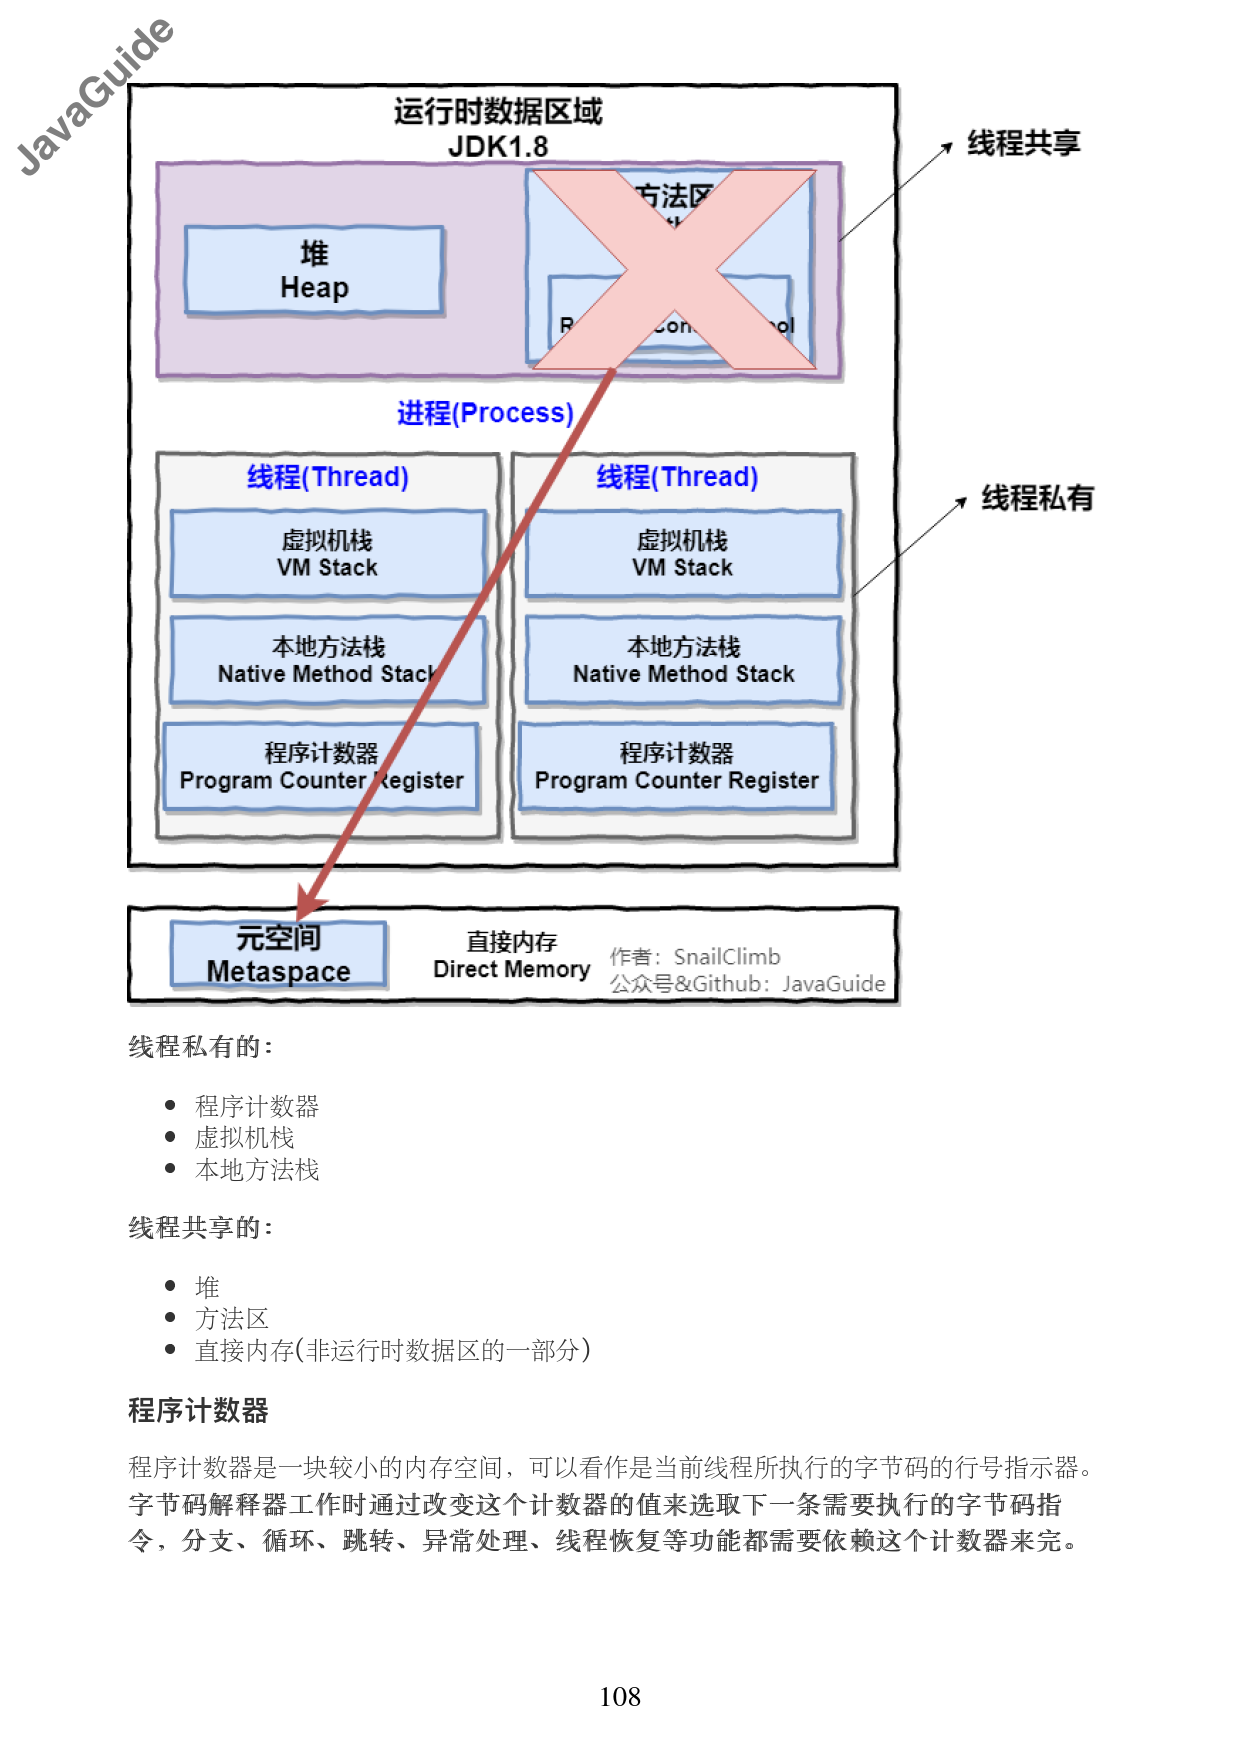 JavaGuide
运行时数据区域
JDK1.8
线程共享
方法区
堆
Heap
进程(Process)
线程(Thread)
线程(Thread)
线程私有
虚拟机栈
VM Stack
虚拟机栈
VM Stack
本地方法栈
Native Method Stack
本地方法栈
Native Method Stack
程序计数器
Program Counter Register
程序计数器
Program Counter Register
元空间
Metaspace
直接内存
Direct Memory
作者：SnailClimb
公众号&Github：JavaGuide
线程私有的：
• 程序计数器
• 虚拟机栈
• 本地方法栈
线程共享的：
• 堆
• 方法区
• 直接内存(非运行时数据区的一部分)
程序计数器
程序计数器是一块较小的内存空间，可以看作是当前线程所执行的字节码的行号指示器。
字节码解释器工作时通过改变这个计数器的值来选取下一条需要执行的字节码指
令，分支、循环、跳转、异常处理、线程恢复等功能都需要依赖这个计数器来完。
108